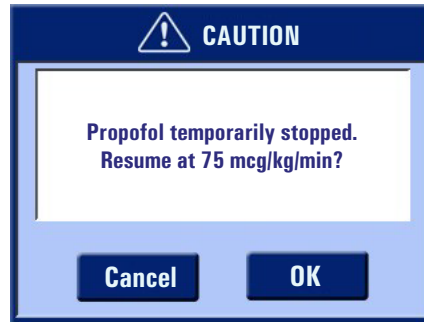 CAUTION
Propofol temporarily stopped.
Resume at 75 mcg/kg/min?
Cancel OK